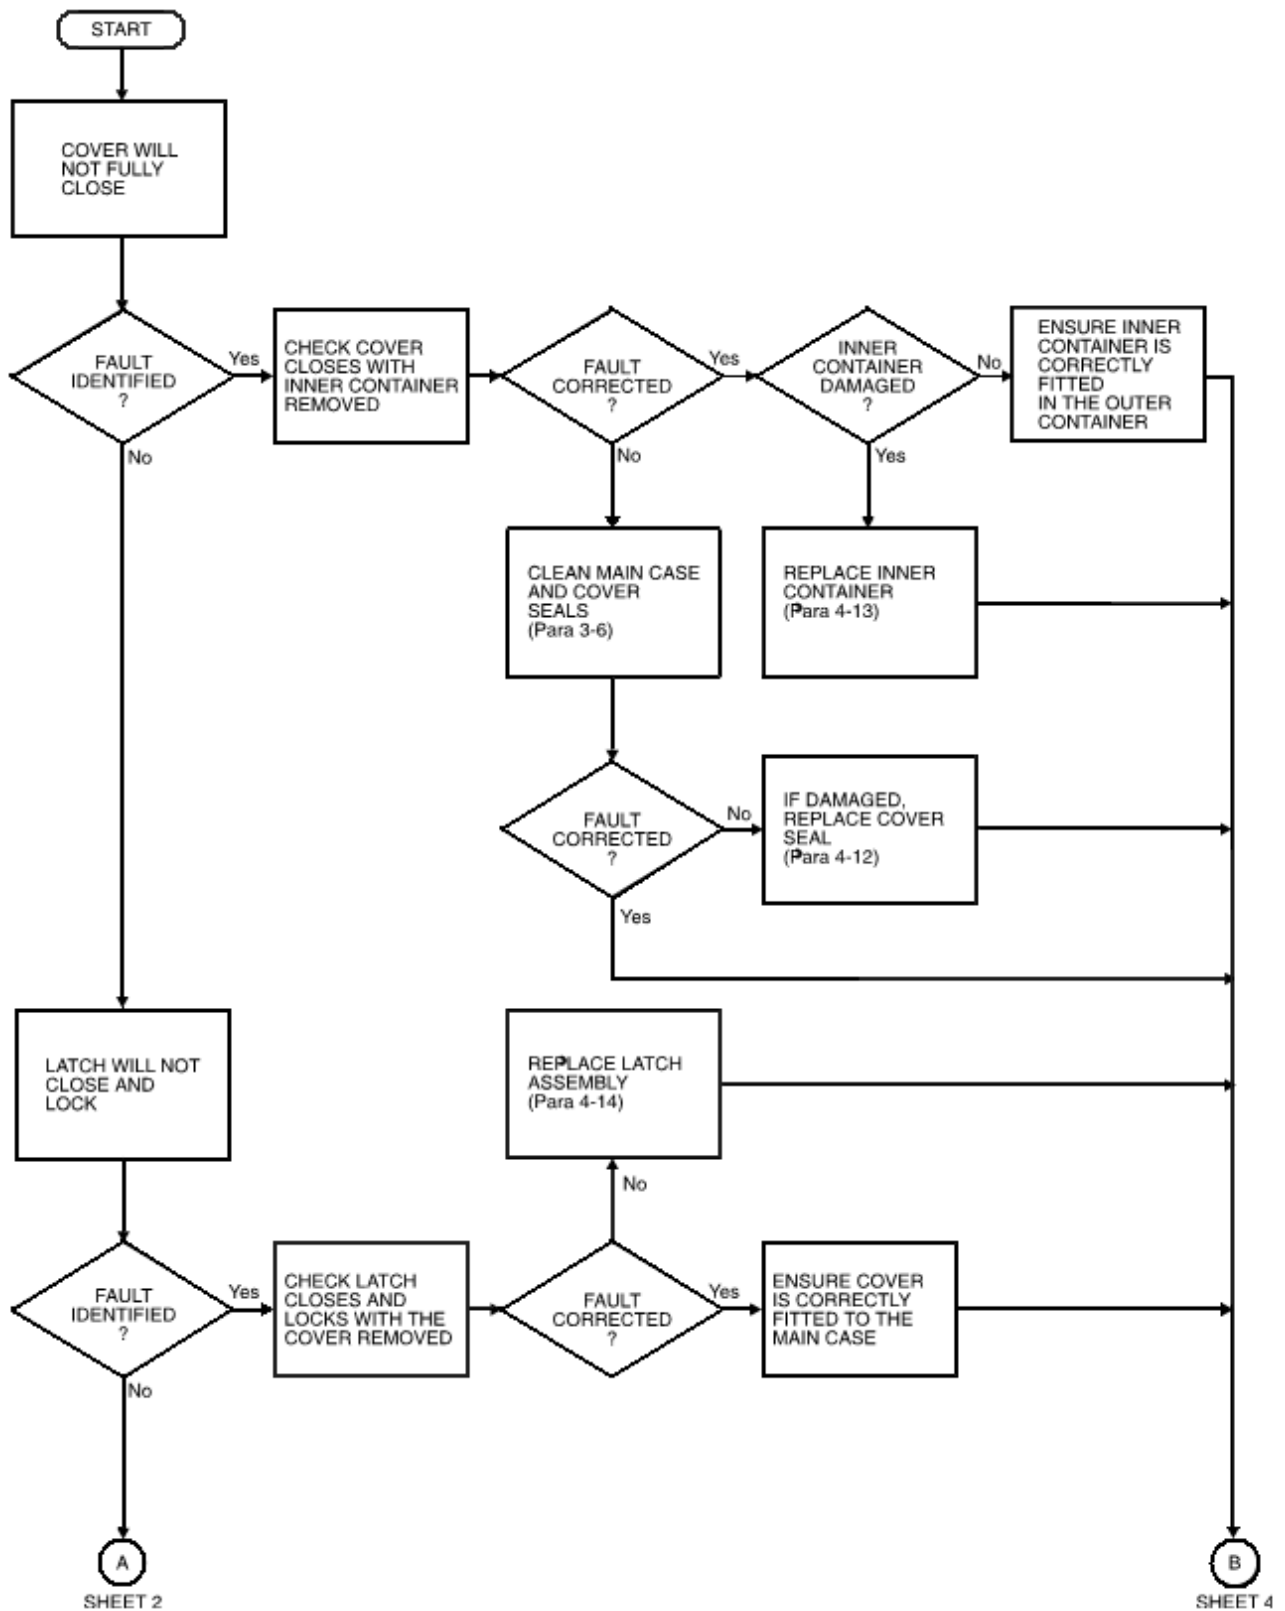 START
COVER WILL
NOT FULLY
CLOSE
FAULT
IDENTIFIED
?
Yes
No
CHECK COVER
CLOSES WITH
INNER CONTAINER
REMOVED
FAULT
CORRECTED
?
Yes
No
INNER
CONTAINER
DAMAGED
?
No
Yes
ENSURE INNER
CONTAINER IS
CORRECTLY
FITTED
IN THE OUTER
CONTAINER
CLEAN MAIN CASE
AND COVER
SEALS
(Para 3-6)
REPLACE INNER
CONTAINER
(Para 4-13)
FAULT
CORRECTED
?
No
Yes
IF DAMAGED,
REPLACE COVER
SEAL
(Para 4-12)
LATCH WILL NOT
CLOSE AND
LOCK
REPLACE LATCH
ASSEMBLY
(Para 4-14)
No
FAULT
IDENTIFIED
?
Yes
No
CHECK LATCH
CLOSES AND
LOCKS WITH THE
COVER REMOVED
FAULT
CORRECTED
?
Yes
ENSURE COVER
IS CORRECTLY
FITTED TO THE
MAIN CASE
A
SHEET 2
B
SHEET 4